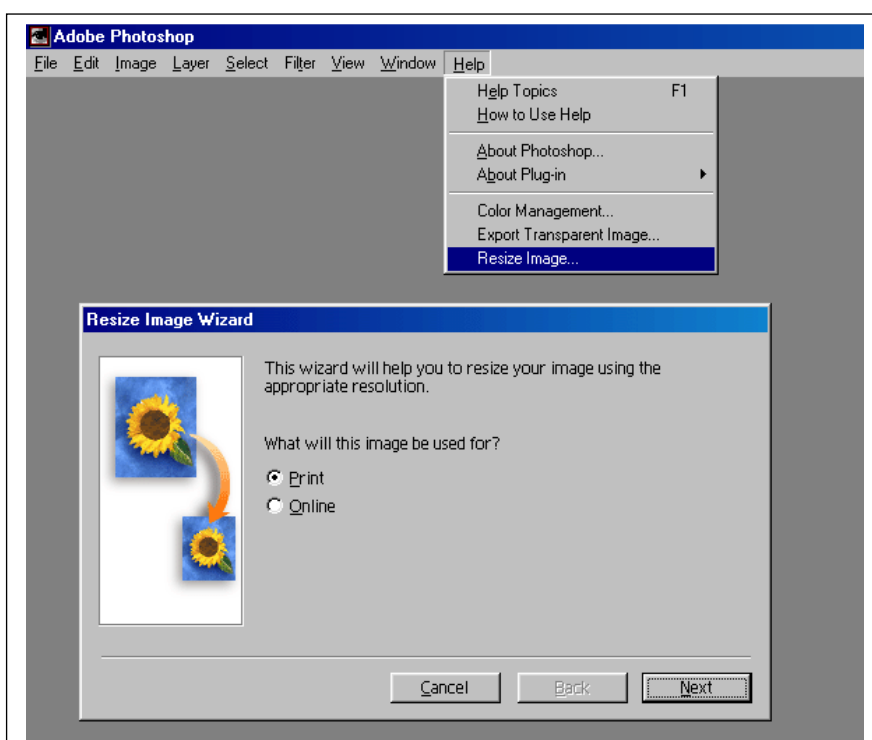 Adobe Photoshop
File Edit Image Layer Select Filter View Window Help
Help Topics F1
How to Use Help
About Photoshop...
About Plug-in
Color Management...
Export Transparent Image...
Resize Image...
Resize Image Wizard
This wizard will help you to resize your image using the
appropriate resolution.
What will this image be used for?
Print
Online
Cancel Back Next